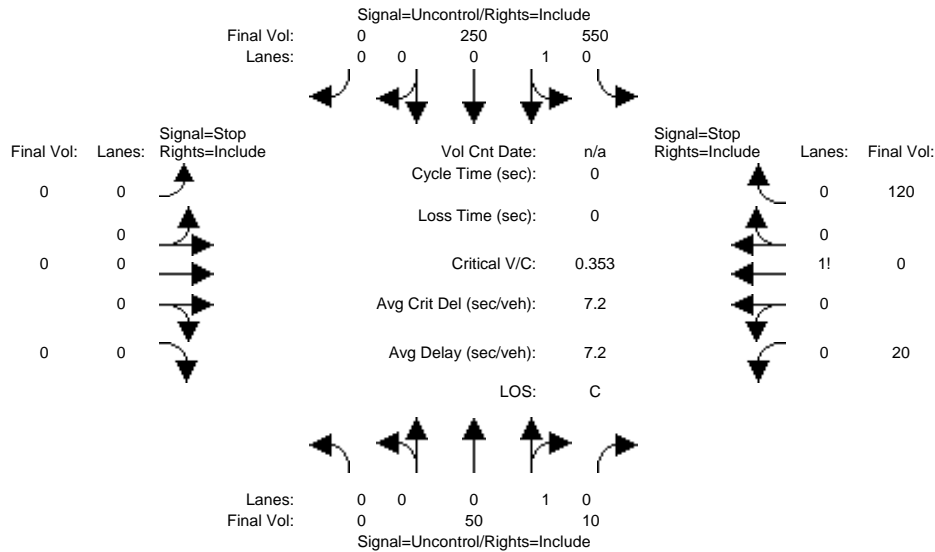 Signal=Uncontrol/Rights=Include
Final Vol: 0 250 550
Lanes: 0 0 0 1 0
Signal=Stop
Final Vol: Lanes: Rights=Include
Vol Cnt Date: n/a
Signal=Stop
Rights=Include Lanes: Final Vol:
Cycle Time (sec): 0
0 0
0 120
Loss Time (sec): 0
0
0
0 0
Critical V/C: 0.353
1! 0
0
Avg Crit Del (sec/veh): 7.2
0
0 0
Avg Delay (sec/veh): 7.2
0 20
LOS: C
Lanes: 0 0 0 1 0
Final Vol: 0 50 10
Signal=Uncontrol/Rights=Include